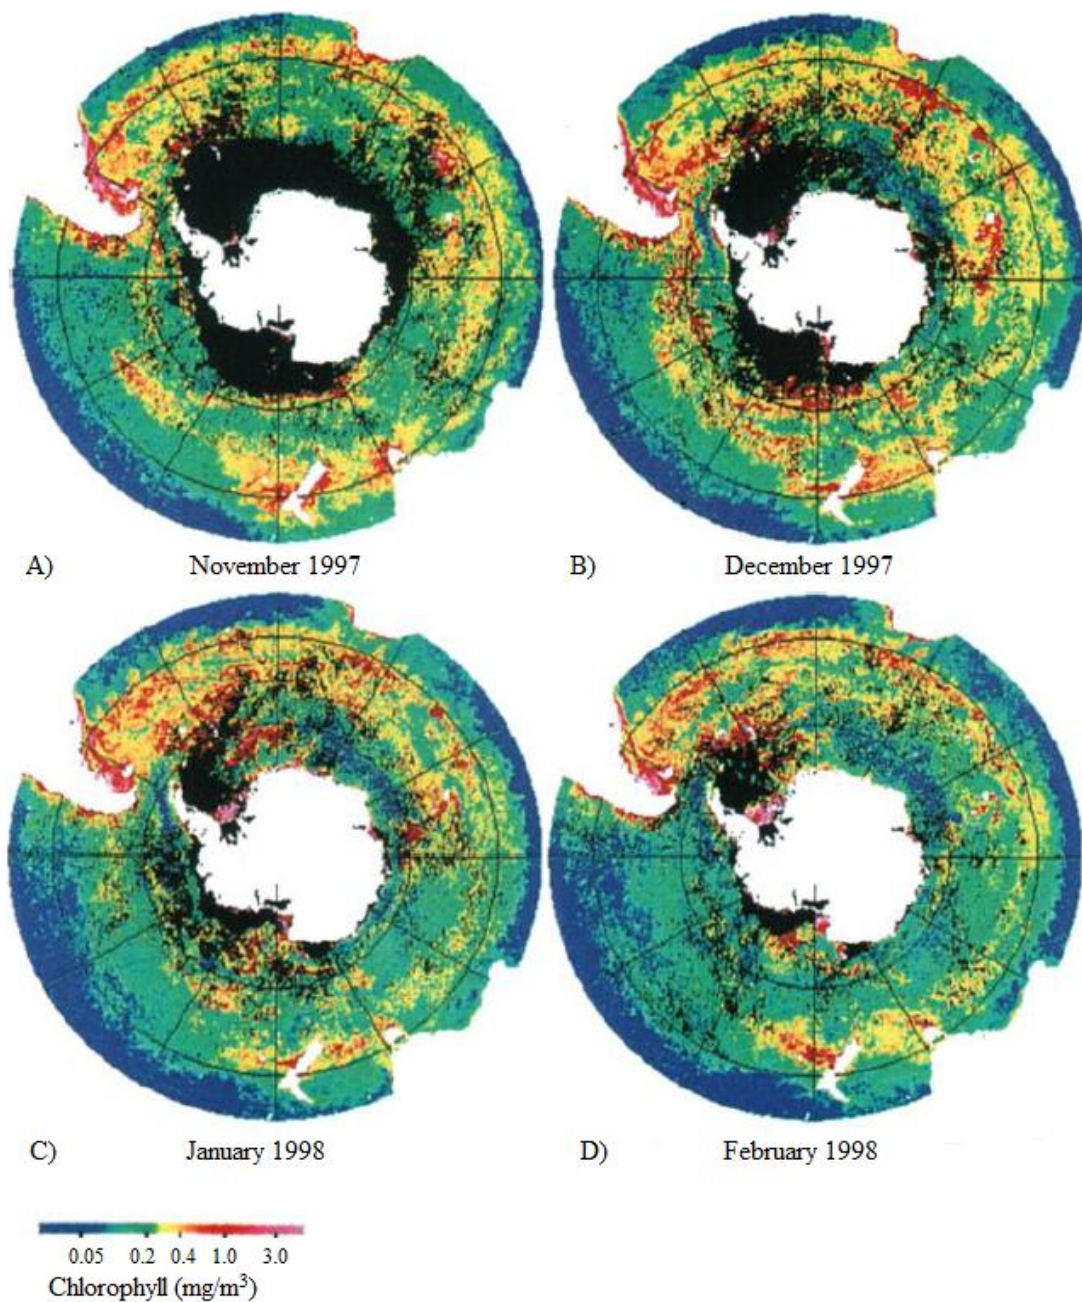 A) November 1997
B) December 1997
C) January 1998
D) February 1998
0.05 0.2 0.4 1.0 3.0
Chlorophyll (mg/m³)